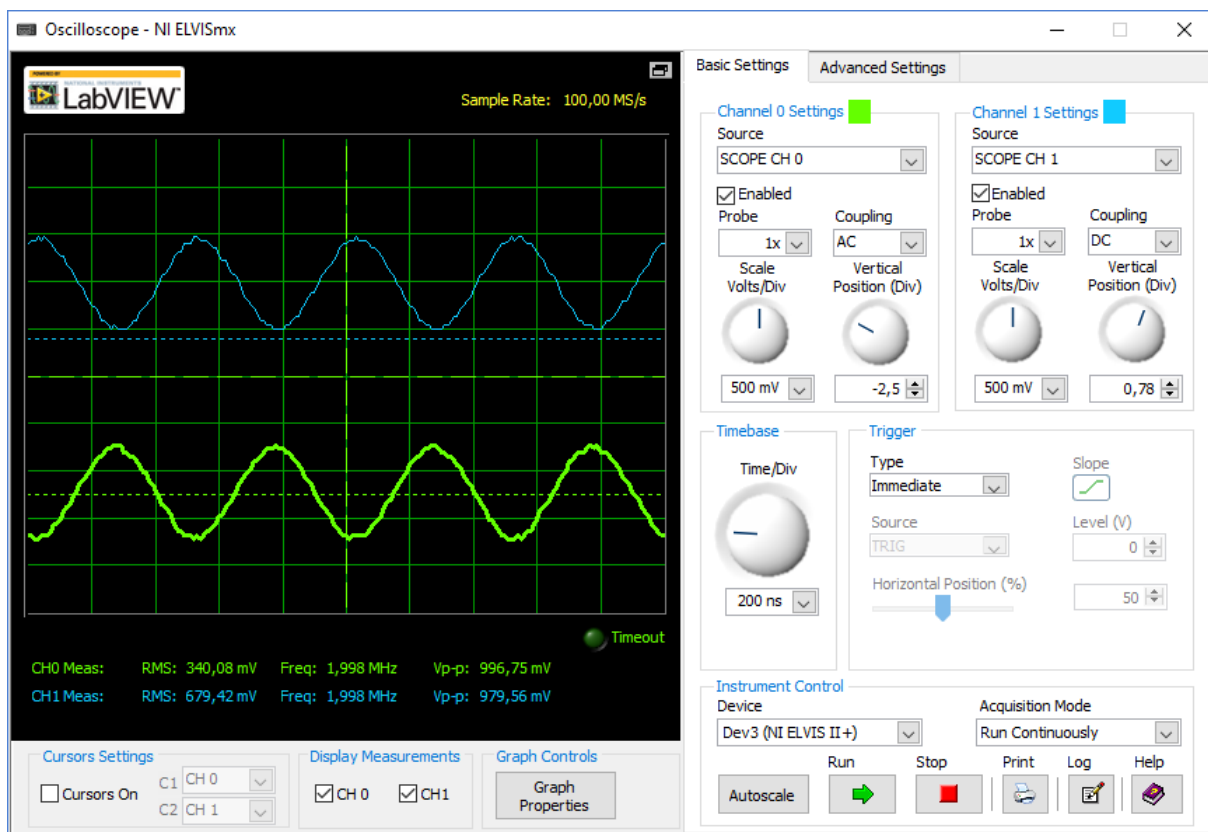 Oscilloscope - NI ELVISmx
POWERED BY
NATIONAL INSTRUMENTS
LabVIEW™
Sample Rate: 100,00 MS/s
CH0 Meas: RMS: 340,08 mV Freq: 1,998 MHz Vp-p: 996,75 mV
CH1 Meas: RMS: 679,42 mV Freq: 1,998 MHz Vp-p: 979,56 mV
Timeout
Cursors Settings
Cursors On
C1 CH 0
C2 CH 1
Display Measurements
CH 0 CH1
Graph Controls
Graph
Properties
Basic Settings Advanced Settings
Channel 0 Settings
Source
SCOPE CH 0
Enabled
Probe Coupling
1x AC
Scale Vertical
Volts/Div Position (Div)
500 mV -2,5
Channel 1 Settings
Source
SCOPE CH 1
Enabled
Probe Coupling
1x DC
Scale Vertical
Volts/Div Position (Div)
500 mV 0,78
Timebase
Time/Div
200 ns
Trigger
Type Slope
Immediate
Source Level (V)
TRIG 0
Horizontal Position (%)
50
Instrument Control
Device Acquisition Mode
Dev3 (NI ELVIS II+) Run Continuously
Run Stop Print Log Help
Autoscale